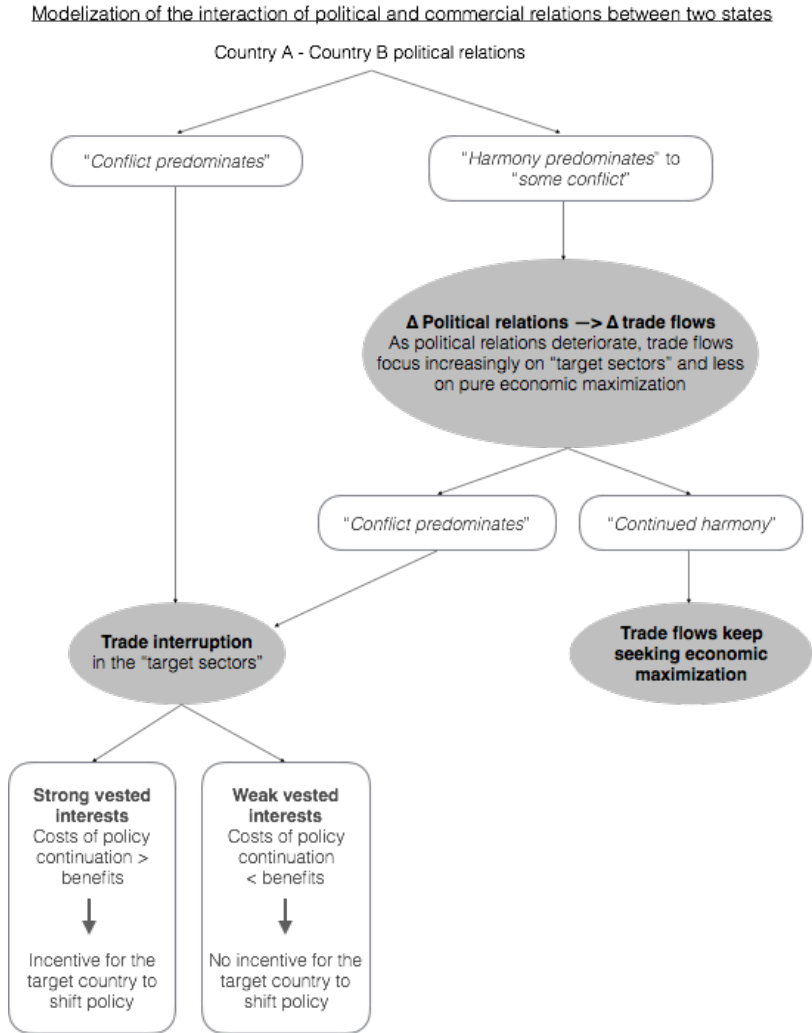 Modelization of the interaction of political and commercial relations between two states
Country A - Country B political relations
“Conflict predominates”
“Harmony predominates” to
“some conflict”
Δ Political relations —> Δ trade flows
As political relations deteriorate, trade flows
focus increasingly on “target sectors” and less
on pure economic maximization
“Conflict predominates”
“Continued harmony”
Trade interruption
in the “target sectors”
Trade flows keep
seeking economic
maximization
Strong vested
interests
Costs of policy
continuation >
benefits
Incentive for the
target country to
shift policy
Weak vested
interests
Costs of policy
continuation
< benefits
No incentive for the
target country to
shift policy